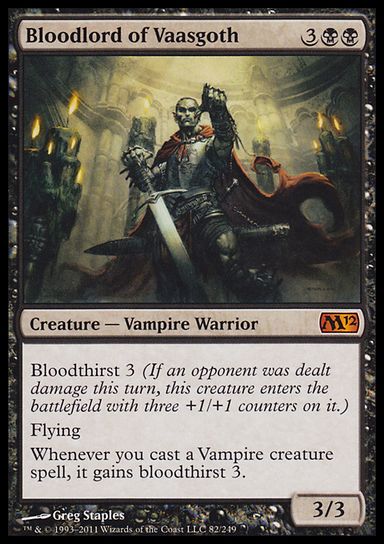 Bloodlord of Vaasgoth 3
Creature — Vampire Warrior M12
Bloodthirst 3 (If an opponent was dealt
damage this turn, this creature enters the
battlefield with three +1/+1 counters on it.)
Flying
Whenever you cast a Vampire creature
spell, it gains bloodthirst 3.
Greg Staples
3/3
™ & © 1993–2011 Wizards of the Coast LLC 82/249